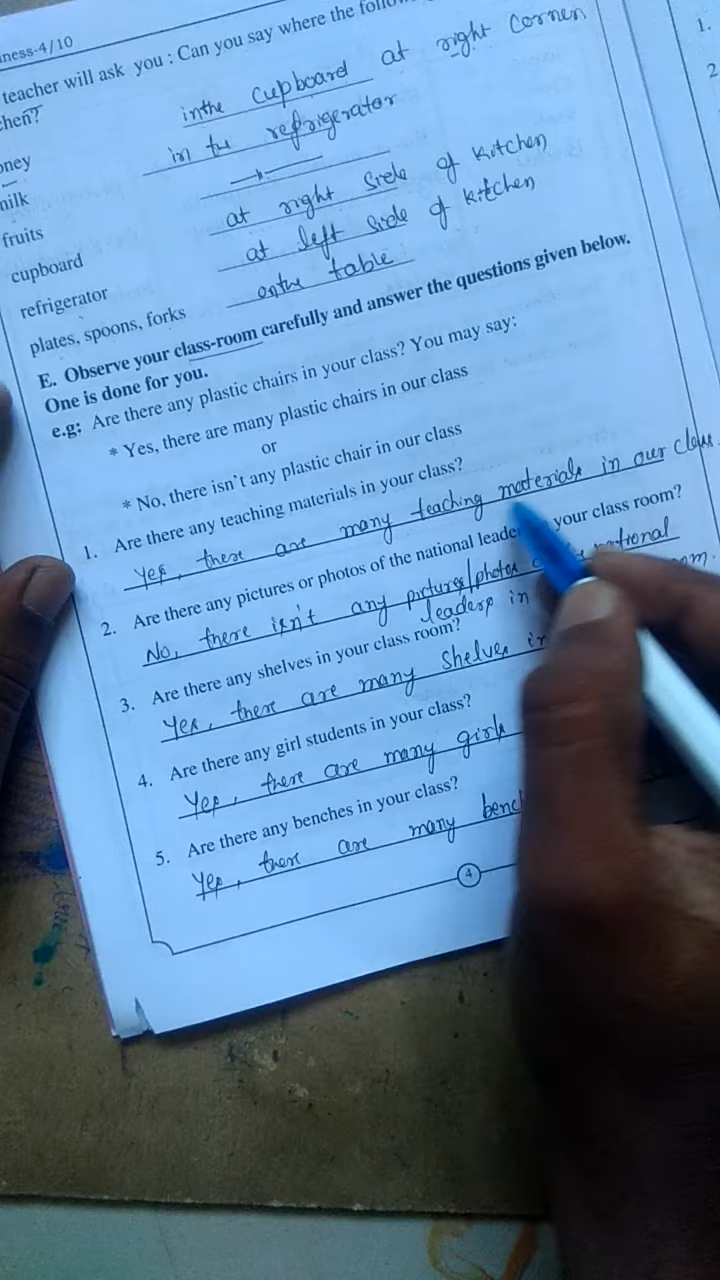 ness-4/10
teacher will ask you : Can you say where the
hen?
oney in the cupboard at right corner
milk in the refrigerator
fruits
cupboard at right side of kitchen
refrigerator at left side of kitchen
plates, spoons, forks on the table
E. Observe your class-room carefully and answer the questions given below.
One is done for you.
e.g: Are there any plastic chairs in your class? You may say:
* Yes, there are many plastic chairs in our class
or
* No, there isn't any plastic chair in our class
1. Are there any teaching materials in your class?
Yes, there are many teaching materials in our class
2. Are there any pictures or photos of the national your class room?
No, there isn't any pictures/photos national
leaders in
3. Are there any shelves in your class room?
Yes, there are many shelves in
4. Are there any girl students in your class?
Yes, there are many girls
5. Are there any benches in your class?
Yes, there are many
4
1.
2